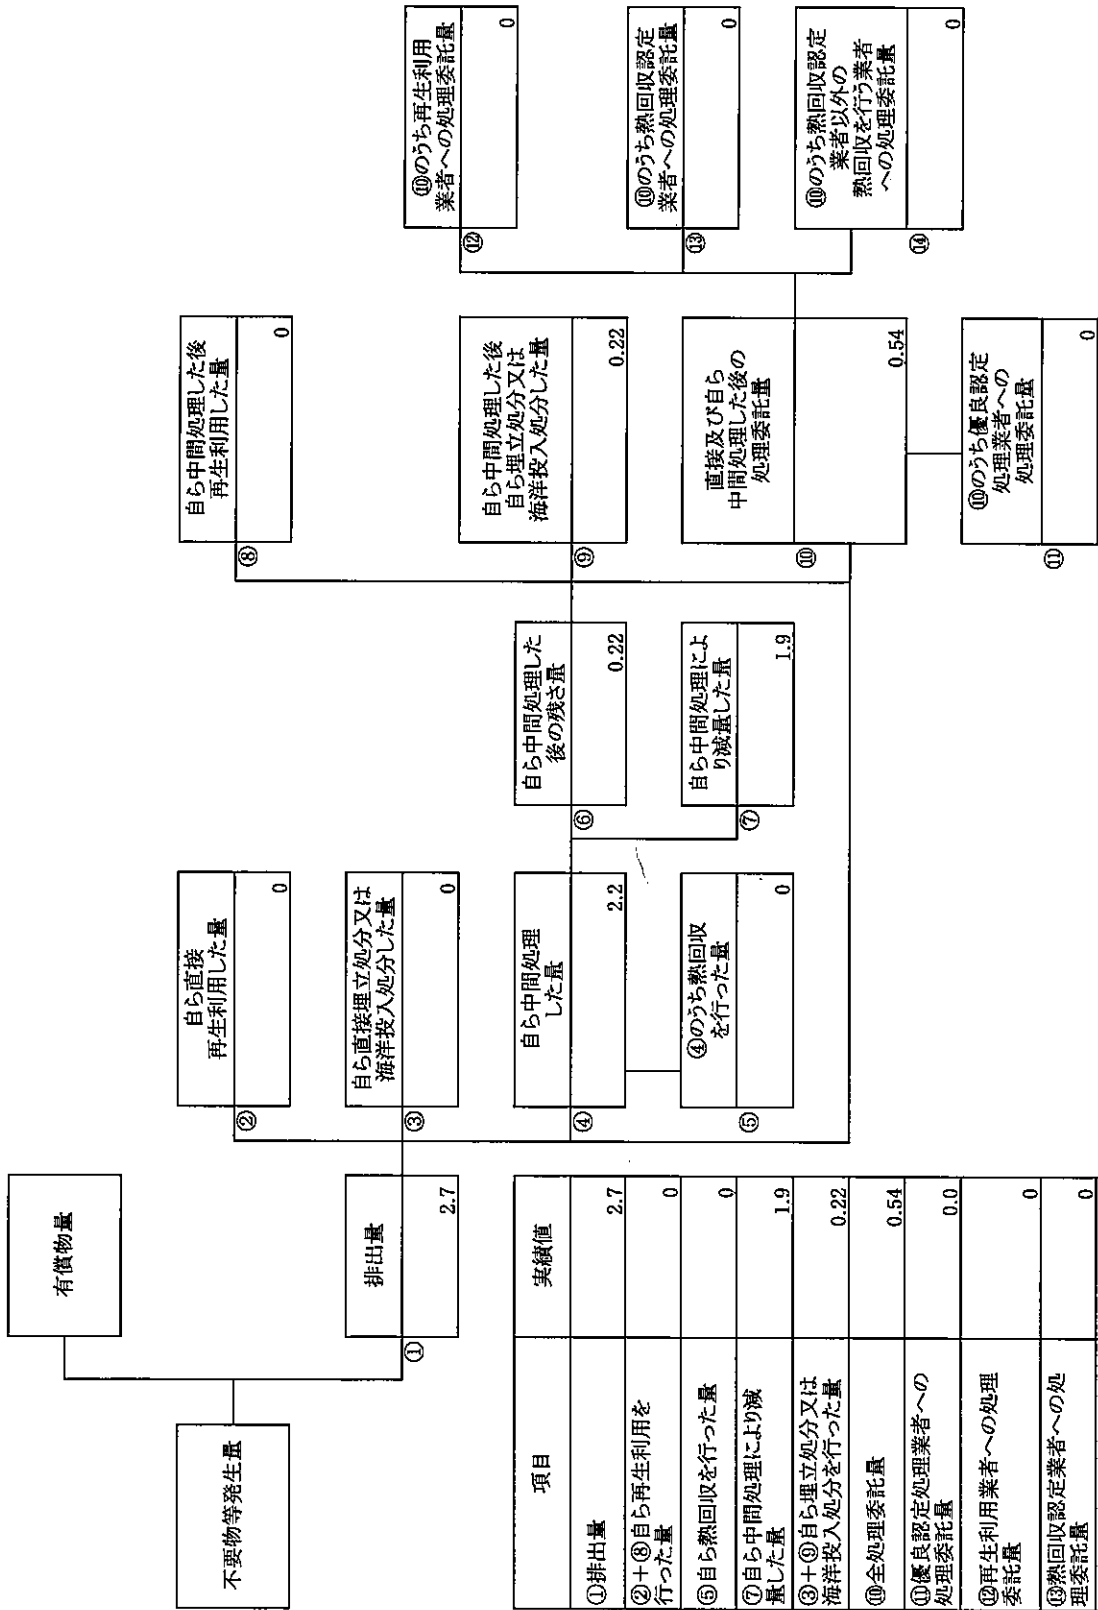 不要物等発生量
有償物量
排出量
①
2.7
自ら直接
再生利用した量
②
0
自ら直接埋立処分又は
海洋投入処分した量
③
0
自ら中間処理
した量
④
2.2
④のうち熱回収
を行った量
⑤
0
自ら中間処理した
後の残さ量
⑥
0.22
自ら中間処理によ
り減量した量
⑦
1.9
自ら中間処理した後
再生利用した量
⑧
0
自ら中間処理した後
自ら埋立処分又は
海洋投入処分した量
⑨
0.22
直接及び自ら
中間処理した後の
処理委託量
⑩
0.54
⑩のうち優良認定
処理業者への
処理委託量
⑪
0
⑩のうち再生利用
業者への処理委託量
⑫
0
⑩のうち熱回収認定
業者への処理委託量
⑬
0
⑩のうち熱回収認定
業者以外の
熱回収を行う業者
への処理委託量
⑭
0
項目 実績値
①排出量 2.7
②+⑧自ら再生利用を
行った量 0
⑤自ら熱回収を行った量 0
⑦自ら中間処理により減
量した量 1.9
③+⑨自ら埋立処分又は
海洋投入処分を行った量 0.22
⑩全処理委託量 0.54
⑪優良認定処理業者への
処理委託量 0.0
⑫再生利用業者への処理
委託量 0
⑬熱回収認定業者への処
理委託量 0